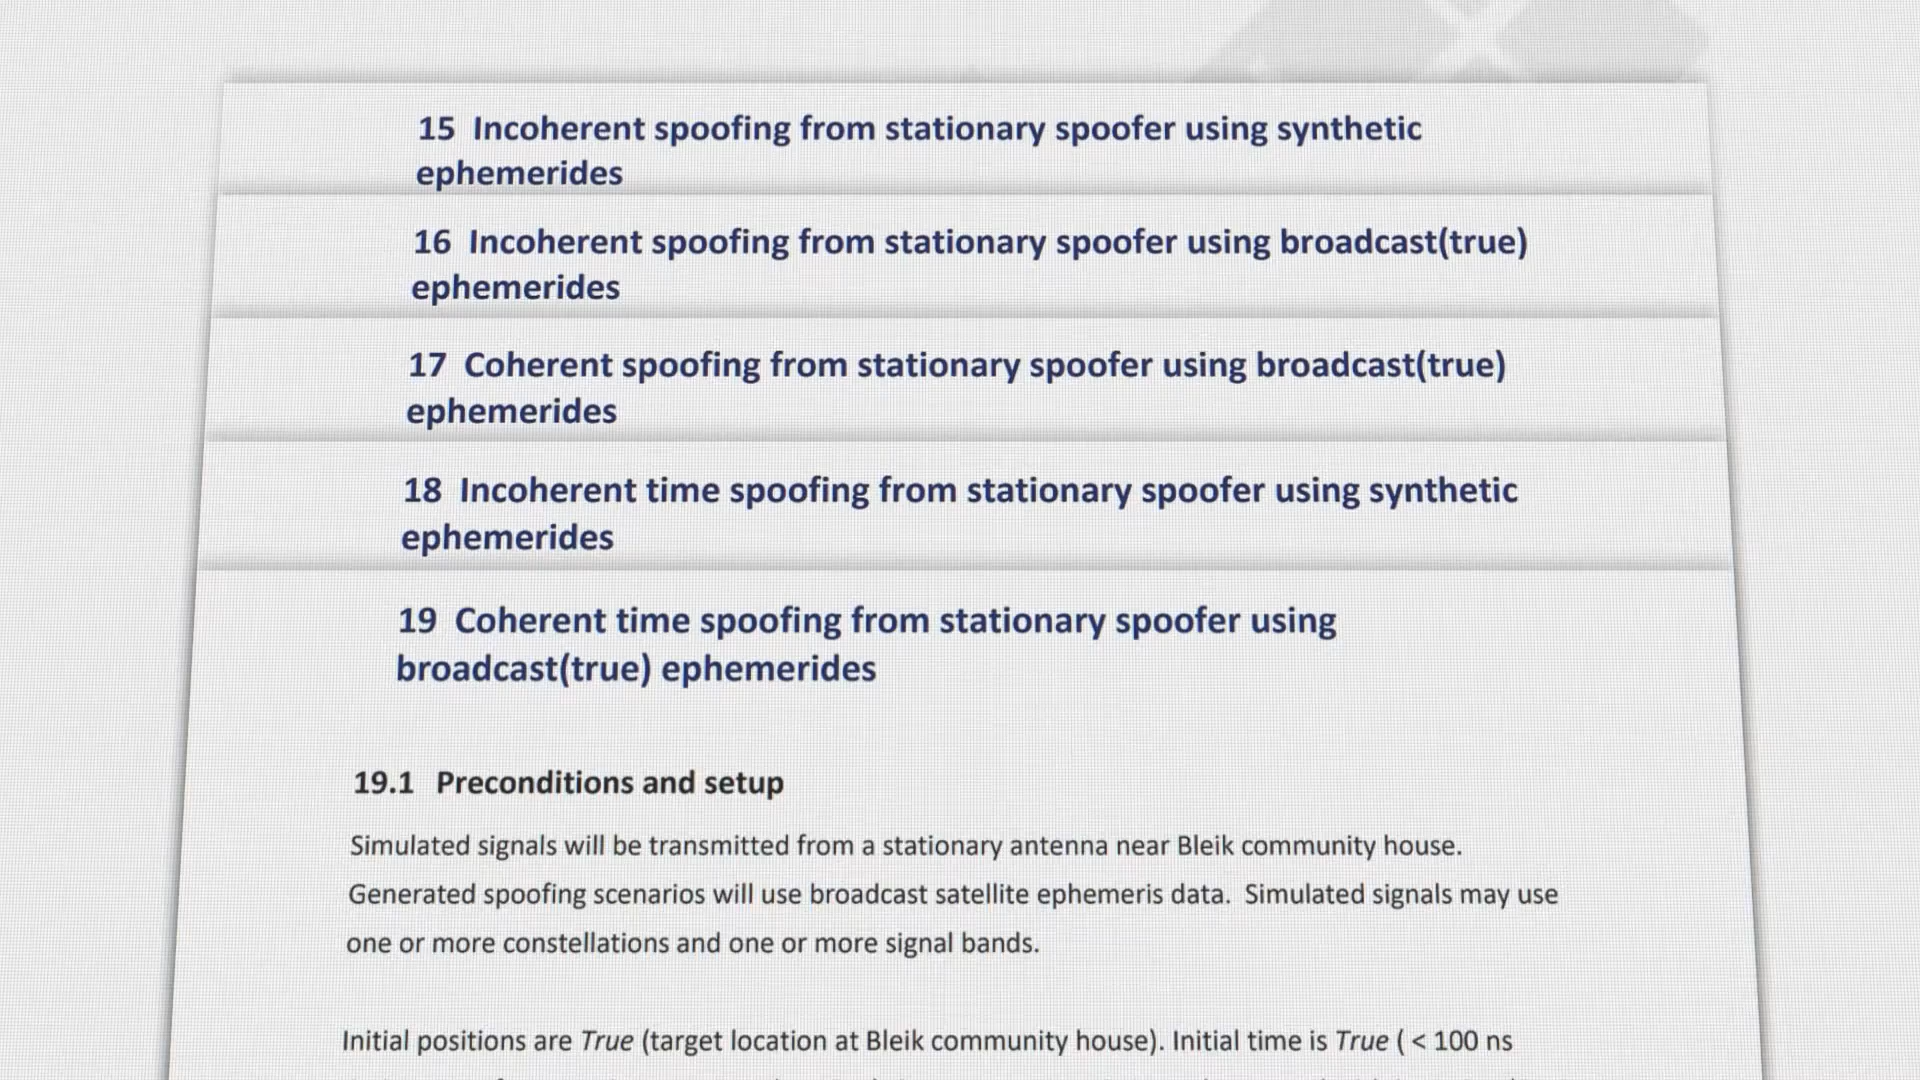 15 Incoherent spoofing from stationary spoofer using synthetic
ephemerides
16 Incoherent spoofing from stationary spoofer using broadcast(true)
ephemerides
17 Coherent spoofing from stationary spoofer using broadcast(true)
ephemerides
18 Incoherent time spoofing from stationary spoofer using synthetic
ephemerides
19 Coherent time spoofing from stationary spoofer using
broadcast(true) ephemerides
19.1 Preconditions and setup
Simulated signals will be transmitted from a stationary antenna near Bleik community house.
Generated spoofing scenarios will use broadcast satellite ephemeris data. Simulated signals may use
one or more constellations and one or more signal bands.
Initial positions are True (target location at Bleik community house). Initial time is True ( < 100 ns